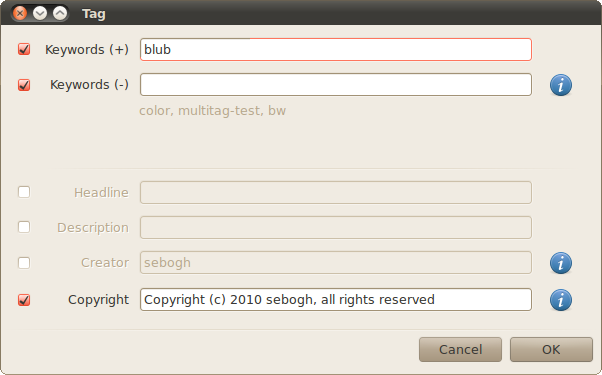 Tag
Keywords (+) blub
Keywords (-)
color, multitag-test, bw
Headline
Description
Creator sebogh
Copyright Copyright (c) 2010 sebogh, all rights reserved
Cancel OK